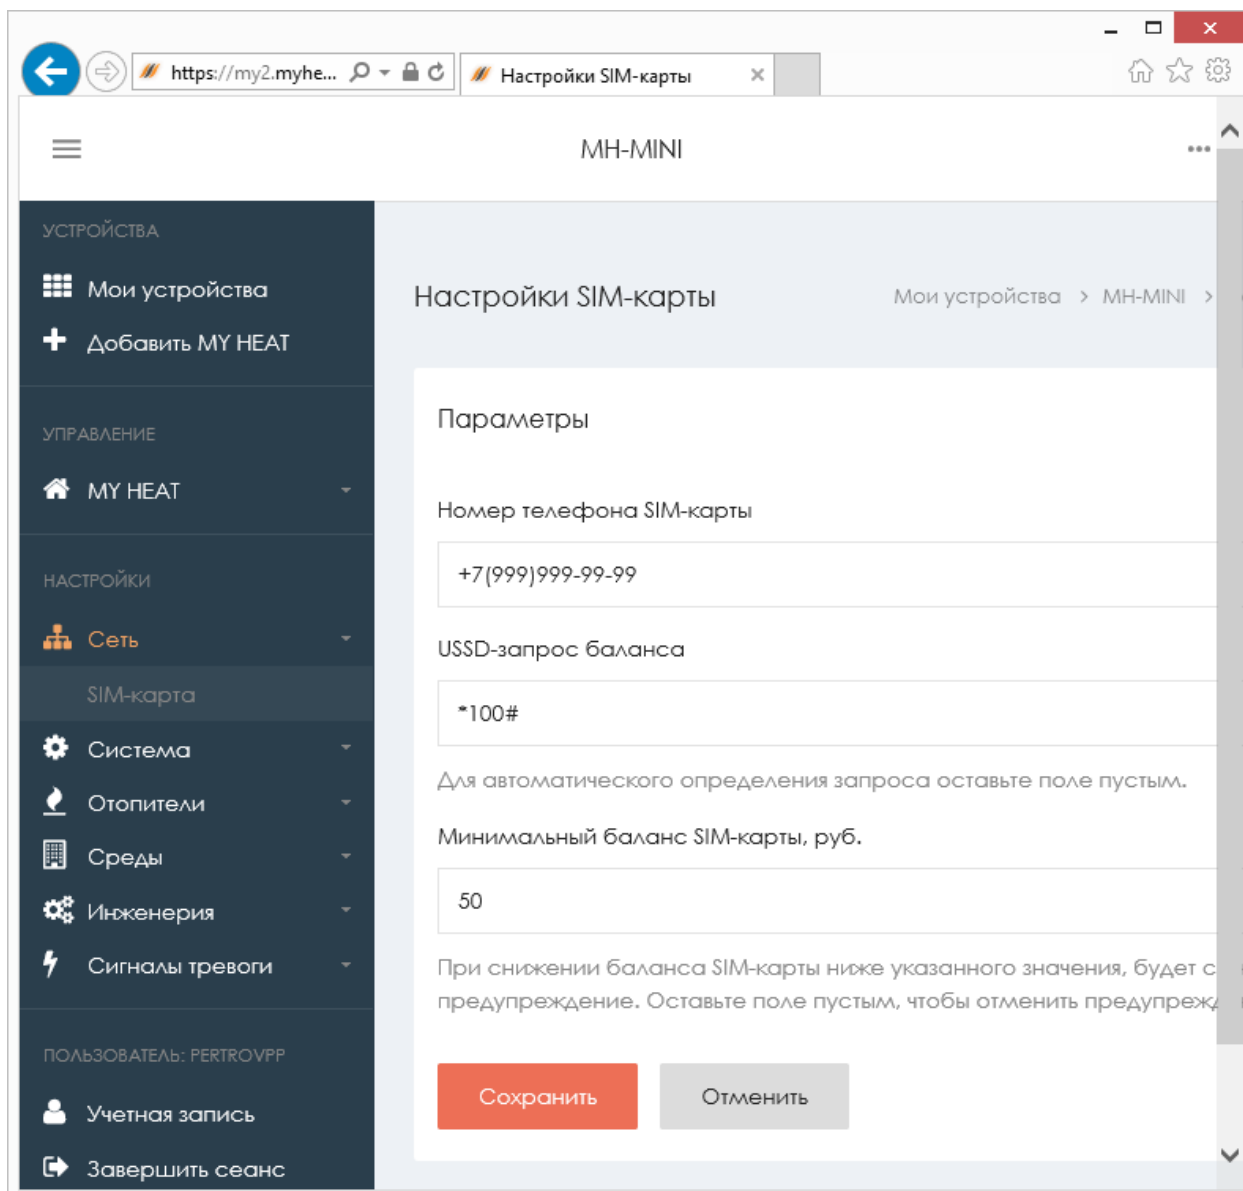 https://my2.myhe...
Настройки SIM-карты
MH-MINI
УСТРОЙСТВА
Мои устройства
Добавить MY HEAT
УПРАВЛЕНИЕ
MY HEAT
НАСТРОЙКИ
Сеть
SIM-карта
Система
Отопители
Среды
Инженерия
Сигналы тревоги
ПОЛЬЗОВАТЕЛЬ: PERTROVPP
Учетная запись
Завершить сеанс
Настройки SIM-карты
Мои устройства > MH-MINI >
Параметры
Номер телефона SIM-карты
+7(999)999-99-99
USSD-запрос баланса
*100#
Для автоматического определения запроса оставьте поле пустым.
Минимальный баланс SIM-карты, руб.
50
При снижении баланса SIM-карты ниже указанного значения, будет с
предупреждение. Оставьте поле пустым, чтобы отменить предупреж
Сохранить
Отменить